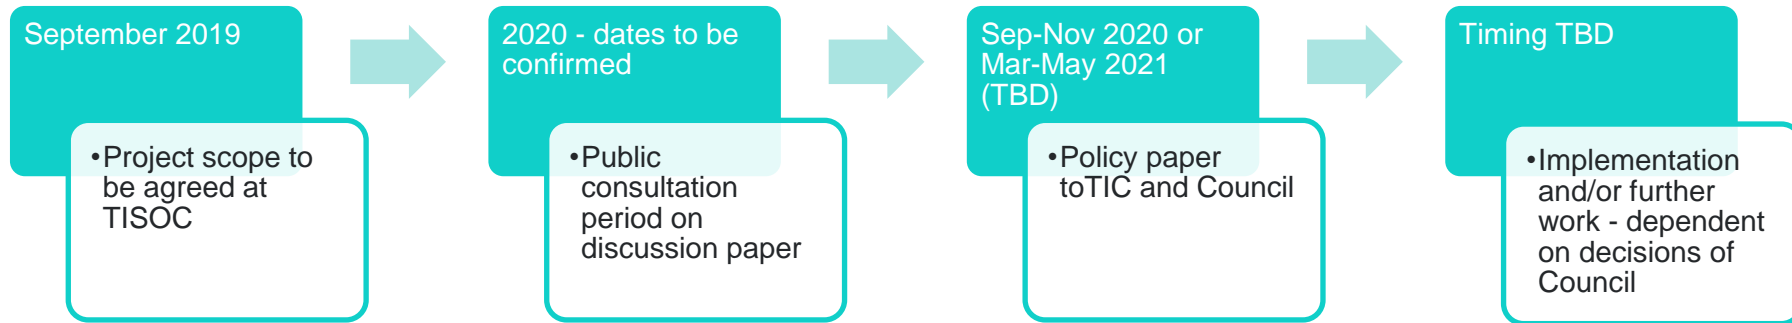 September 2019
•Project scope to
be agreed at
TISOC
2020 - dates to be
confirmed
•Public
consultation
period on
discussion paper
Sep-Nov 2020 or
Mar-May 2021
(TBD)
•Policy paper
toTIC and Council
Timing TBD
•Implementation
and/or further
work - dependent
on decisions of
Council